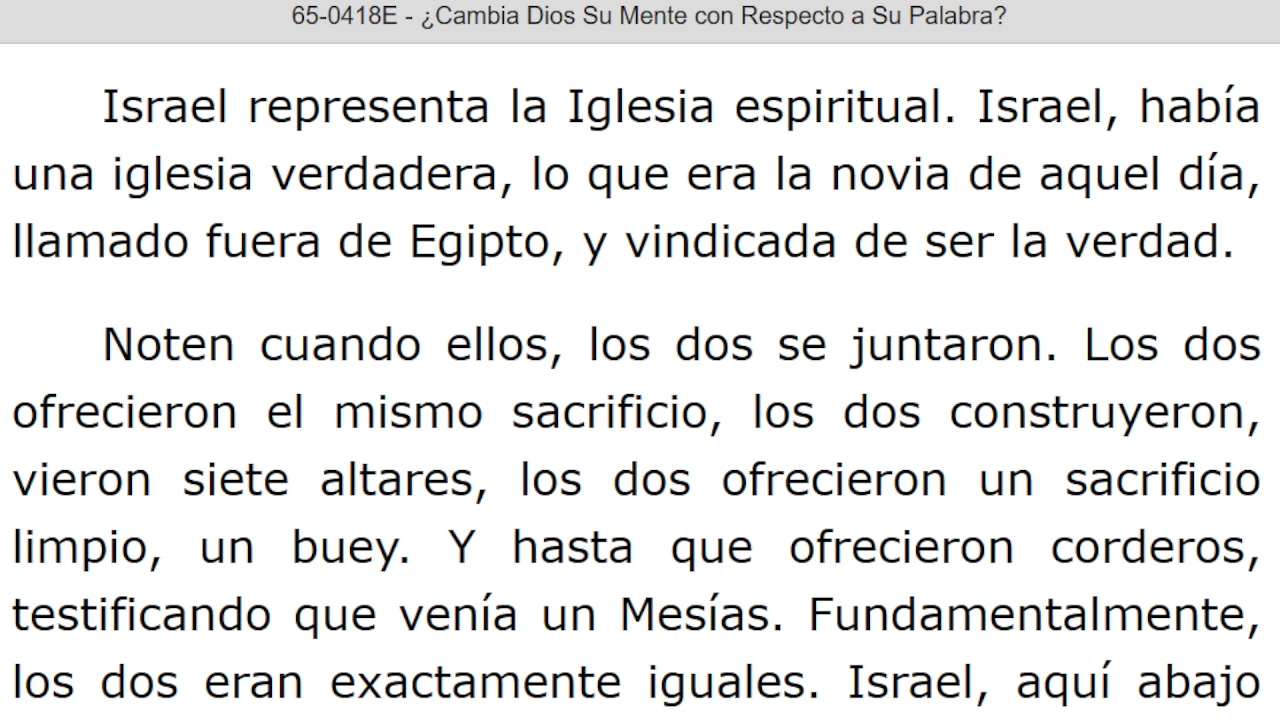 65-0418E - ¿Cambia Dios Su Mente con Respecto a Su Palabra?
Israel representa la Iglesia espiritual. Israel, había
una iglesia verdadera, lo que era la novia de aquel día,
llamado fuera de Egipto, y vindicada de ser la verdad.
Noten cuando ellos, los dos se juntaron. Los dos
ofrecieron el mismo sacrificio, los dos construyeron,
vieron siete altares, los dos ofrecieron un sacrificio
limpio, un buey. Y hasta que ofrecieron corderos,
testificando que venía un Mesías. Fundamentalmente,
los dos eran exactamente iguales. Israel, aquí abajo